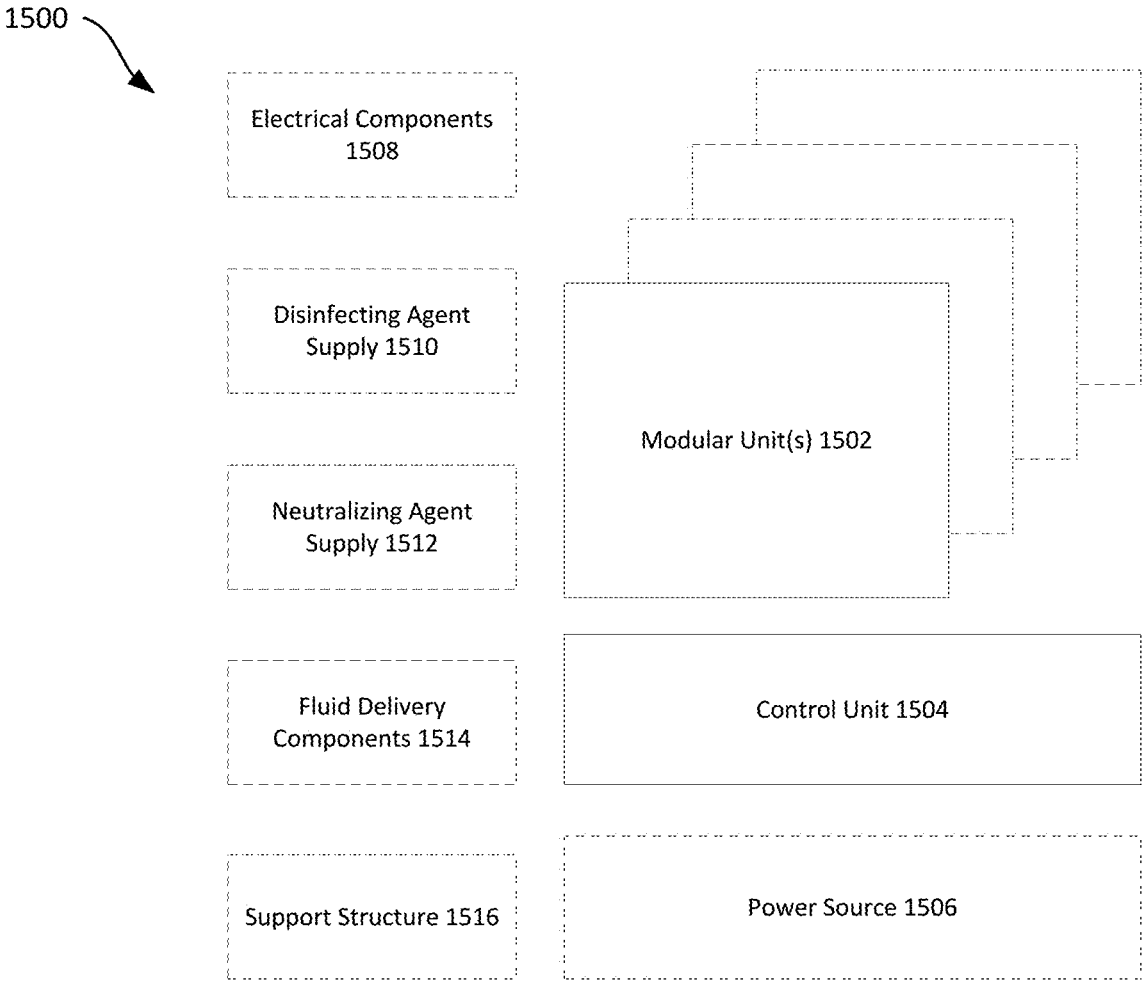 1500
Electrical Components
1508
Disinfecting Agent
Supply 1510
Neutralizing Agent
Supply 1512
Fluid Delivery
Components 1514
Support Structure 1516
Modular Unit(s) 1502
Control Unit 1504
Power Source 1506